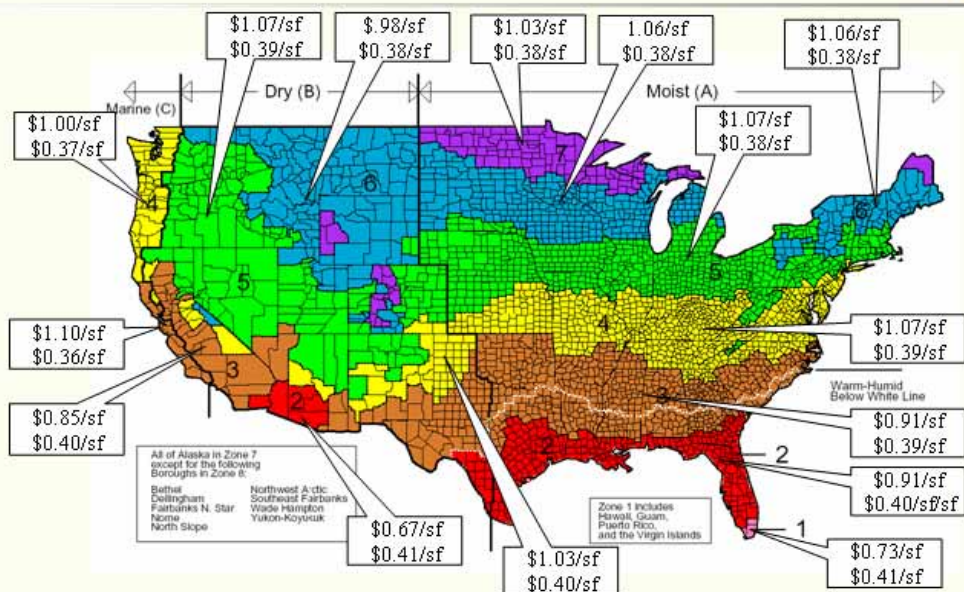 $1.07/sf
$0.39/sf
$.98/sf
$0.38/sf
$1.03/sf
$0.38/sf
1.06/sf
$0.38/sf
$1.06/sf
$0.38/sf
Marine (C)
Dry (B)
Moist (A)
$1.00/sf
$0.37/sf
$1.07/sf
$0.38/sf
7
6
4
6
5
5
4
$1.10/sf
$0.36/sf
$1.07/sf
$0.39/sf
3
3
Warm-Humid
Below White Line
$0.85/sf
$0.40/sf
2
$0.91/sf
$0.39/sf
2
2
All of Alaska in Zone 7
except for the following
Boroughs in Zone 8:
Bethel
Dellingham
Fairbanks N. Star
Nome
North Slope
Northwest Arctic
Southeast Fairbanks
Wade Hampton
Yukon-Koyukuk
$0.91/sf
$0.40/sf/sf
Zone 1 includes
Hawaii, Guam,
Puerto Rico,
and the Virgin Islands
1
$0.67/sf
$0.41/sf
$1.03/sf
$0.40/sf
$0.73/sf
$0.41/sf